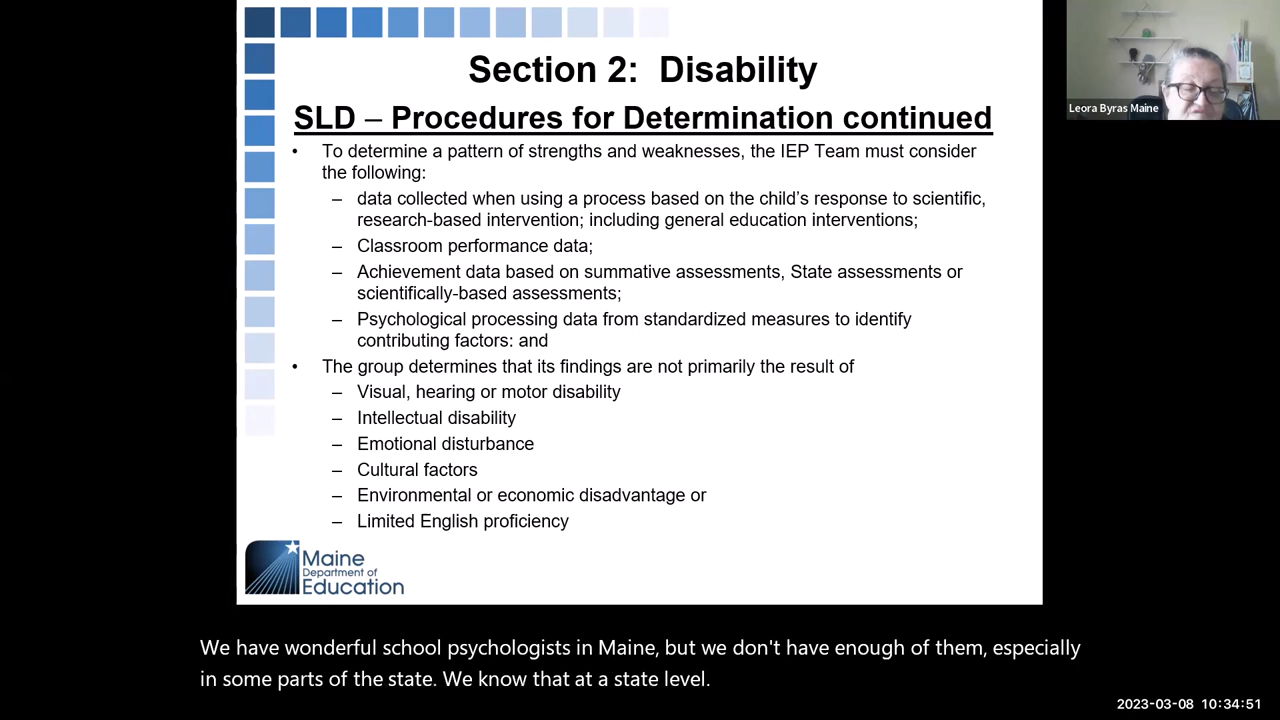 Section 2: Disability
SLD – Procedures for Determination continued
• To determine a pattern of strengths and weaknesses, the IEP Team must consider
the following:
– data collected when using a process based on the child’s response to scientific,
research-based intervention; including general education interventions;
– Classroom performance data;
– Achievement data based on summative assessments, State assessments or
scientifically-based assessments;
– Psychological processing data from standardized measures to identify
contributing factors: and
• The group determines that its findings are not primarily the result of
– Visual, hearing or motor disability
– Intellectual disability
– Emotional disturbance
– Cultural factors
– Environmental or economic disadvantage or
– Limited English proficiency
Maine
Department of
Education
Leora Byras Maine
We have wonderful school psychologists in Maine, but we don't have enough of them, especially
in some parts of the state. We know that at a state level.
2023-03-08 10:34:51